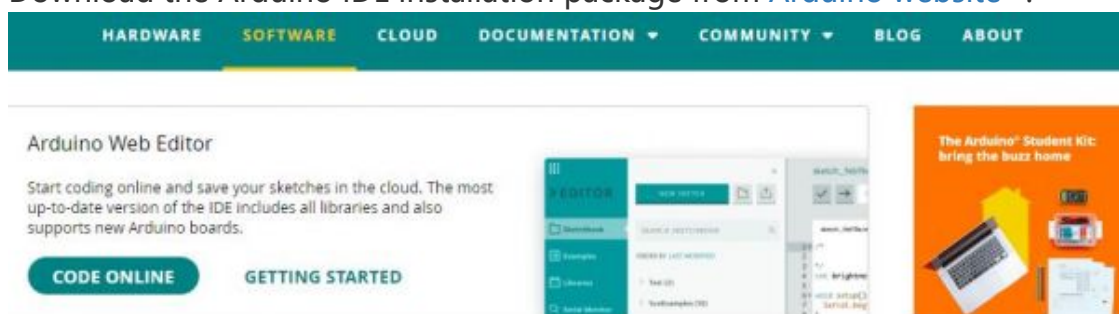 Download the Arduino IDE installation package from Arduino website
HARDWARE SOFTWARE CLOUD DOCUMENTATION COMMUNITY BLOG ABOUT
Arduino Web Editor
Start coding online and save your sketches in the cloud. The most
up-to-date version of the IDE includes all libraries and also
supports new Arduino boards.
CODE ONLINE GETTING STARTED
EDITOR
NEW SKETCH
Sketchbook
Examples
Libraries
Serial Monitor
The Arduino® Student Kit:
bring the buzz home